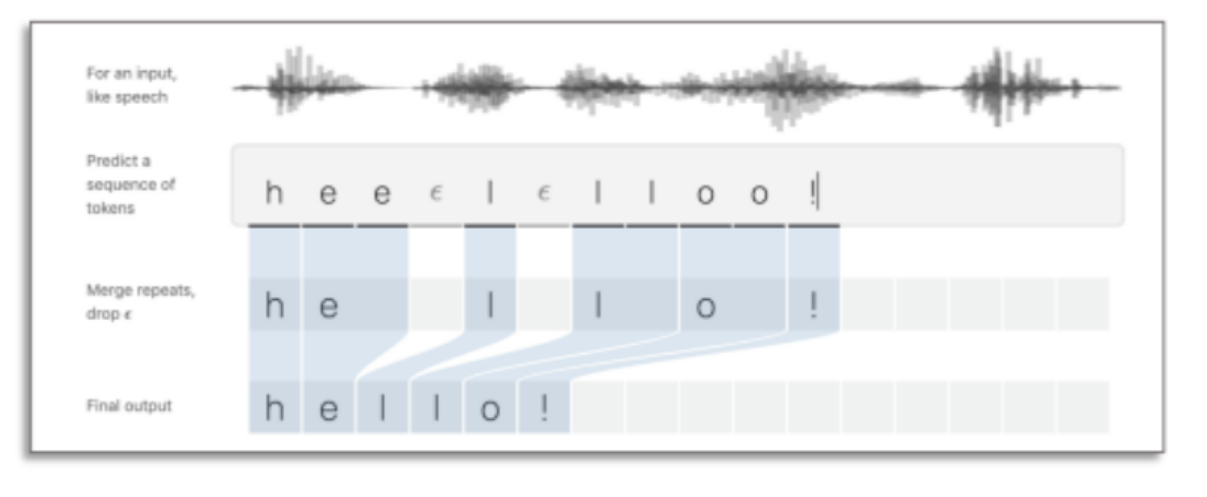 For an input,
like speech
Predict a
sequence of
tokens
h e e ϵ l ϵ l l o o !
Merge repeats,
drop ϵ
h e l l o !
Final output
h e l l o !